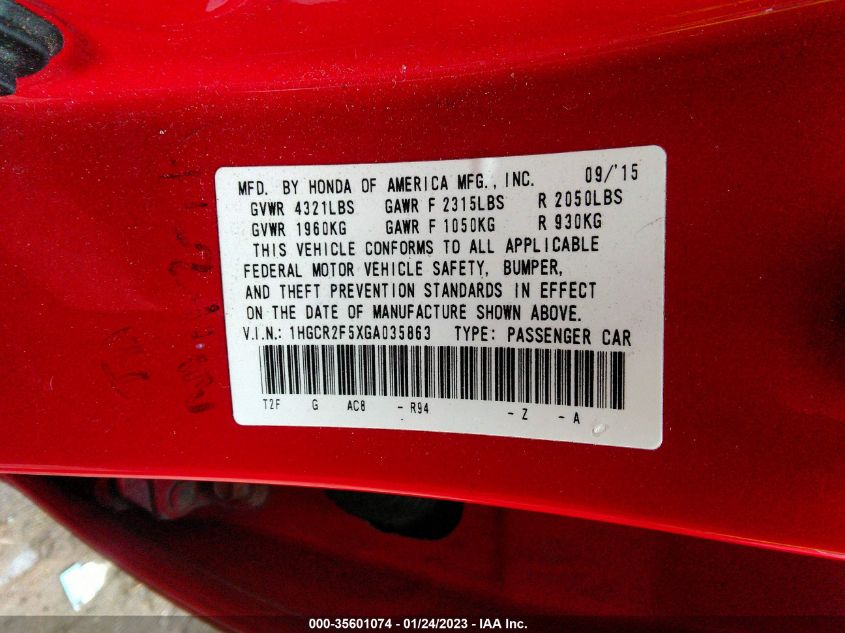 MFD. BY HONDA OF AMERICA MFG., INC. 09/'15
GVWR 4321LBS GAWR F 2315LBS R 2050LBS
GVWR 1960KG GAWR F 1050KG R 930KG
THIS VEHICLE CONFORMS TO ALL APPLICABLE
FEDERAL MOTOR VEHICLE SAFETY, BUMPER,
AND THEFT PREVENTION STANDARDS IN EFFECT
ON THE DATE OF MANUFACTURE SHOWN ABOVE.
V.I.N.: 1HGCR2F5XGA035863 TYPE: PASSENGER CAR
T2F G AC8 - R94 - Z - A
000-35601074 - 01/24/2023 - IAA Inc.